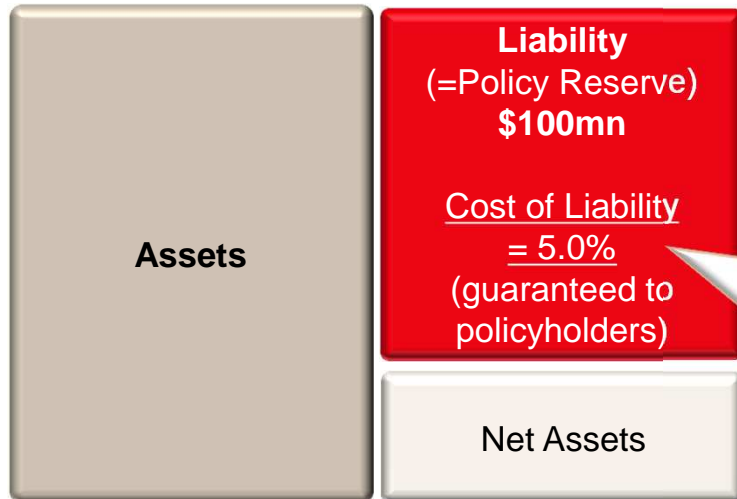 Assets
Liability
(=Policy Reserve)
$100mn
Cost of Liability
= 5.0%
(guaranteed to
policyholders)
Net Assets